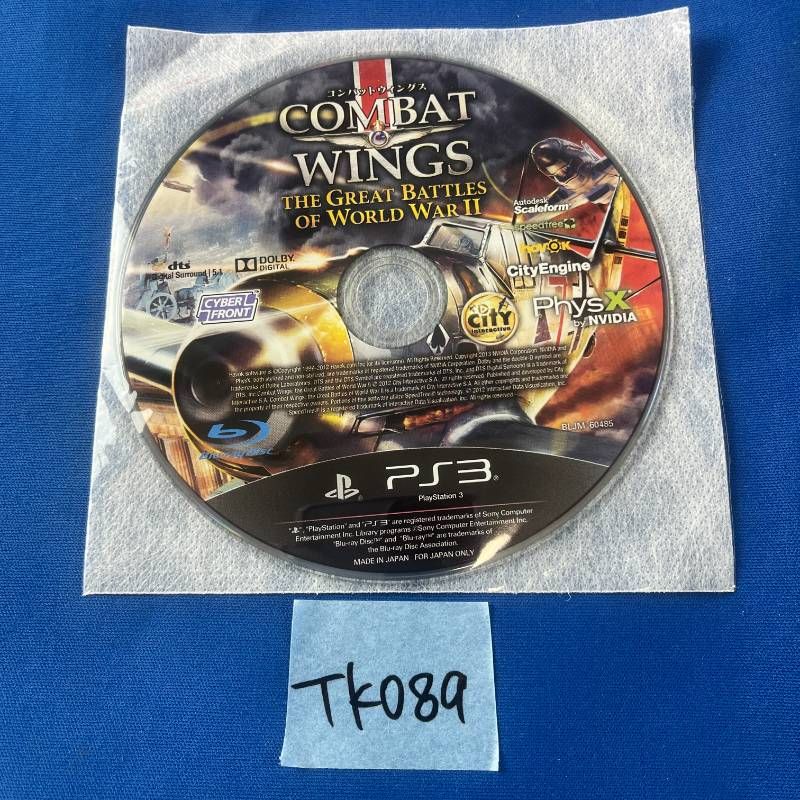 コンバットウィングス
COMBAT
WINGS
THE GREAT BATTLES
OF WORLD WAR II
Autodesk
Scaleform
speedtree
havok
CityEngine
PhysX
by NVIDIA
dts
Digital Surround | 5.1
DOLBY
DIGITAL
CYBER
FRONT
CITY
interactive
BLJM 60485
Blu-ray Disc
PS3
PlayStation 3
", "PlayStation" and "PS3" are registered trademarks of Sony Computer
Entertainment Inc. Library programs ©Sony Computer Entertainment Inc.
"Blu-ray Disc™" and "Blu-ray™" are trademarks of
the Blu-ray Disc Association.
MADE IN JAPAN FOR JAPAN ONLY
TK089